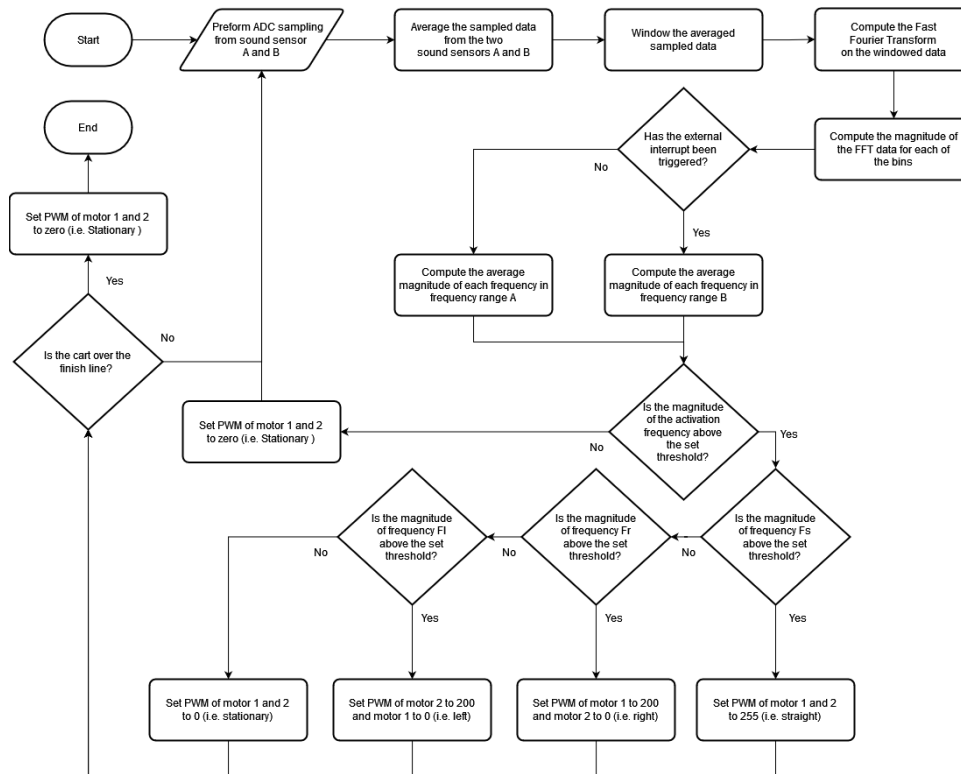 Start
Preform ADC sampling
from sound sensor
A and B
Average the sampled data
from the two
sound sensors A and B
Window the averaged
sampled data
Compute the Fast
Fourier Transform
on the windowed data
End
Has the external
interrupt been
triggered?
Compute the magnitude of
the FFT data for each of
the bins
No
Yes
Set PWM of motor 1 and 2
to zero (i.e. Stationary )
Yes
Compute the average
magnitude of each frequency in
frequency range A
Compute the average
magnitude of each frequency in
frequency range B
No
Is the cart over the
finish line?
Set PWM of motor 1 and 2
to zero (i.e. Stationary )
Is the magnitude
of the activation
frequency above
the set
threshold?
No
Yes
Is the magnitude
of frequency Fl
above the set
threshold?
Is the magnitude
of frequency Fr
above the set
threshold?
Is the magnitude
of frequency Fs
above the set
threshold?
No
No
No
Yes
Yes
Yes
Set PWM of motor 1 and 2
to 0 (i.e. stationary)
Set PWM of motor 2 to 200
and motor 1 to 0 (i.e. left)
Set PWM of motor 1 to 200
and motor 2 to 0 (i.e. right)
Set PWM of motor 1 and 2
to 255 (i.e. straight)